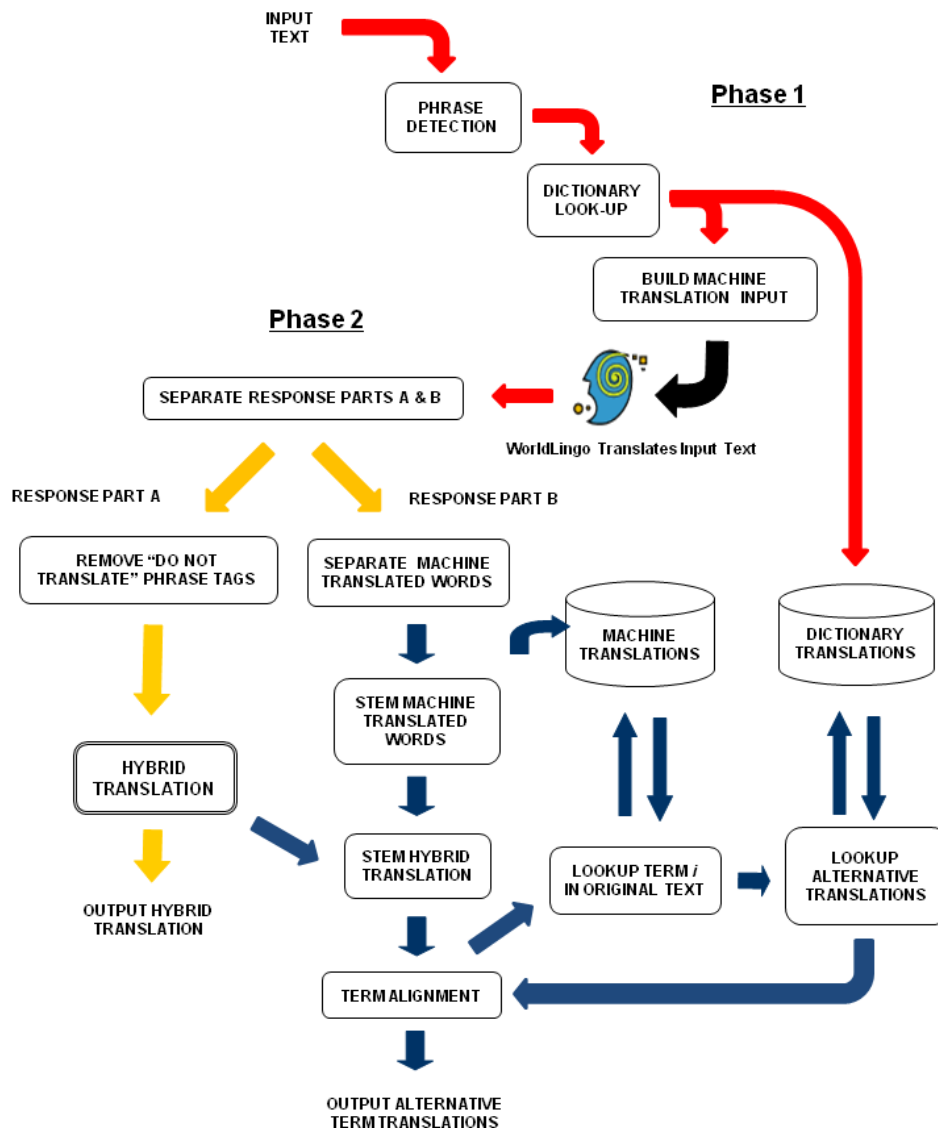 INPUT
TEXT
Phase 1
PHRASE
DETECTION
DICTIONARY
LOOK-UP
BUILD MACHINE
TRANSLATION INPUT
Phase 2
SEPARATE RESPONSE PARTS A & B
WorldLingo Translates Input Text
RESPONSE PART A
RESPONSE PART B
REMOVE “DO NOT
TRANSLATE” PHRASE TAGS
SEPARATE MACHINE
TRANSLATED WORDS
MACHINE
TRANSLATIONS
DICTIONARY
TRANSLATIONS
STEM MACHINE
TRANSLATED
WORDS
HYBRID
TRANSLATION
STEM HYBRID
TRANSLATION
LOOKUP TERM i
IN ORIGINAL TEXT
LOOKUP
ALTERNATIVE
TRANSLATIONS
OUTPUT HYBRID
TRANSLATION
TERM ALIGNMENT
OUTPUT ALTERNATIVE
TERM TRANSLATIONS